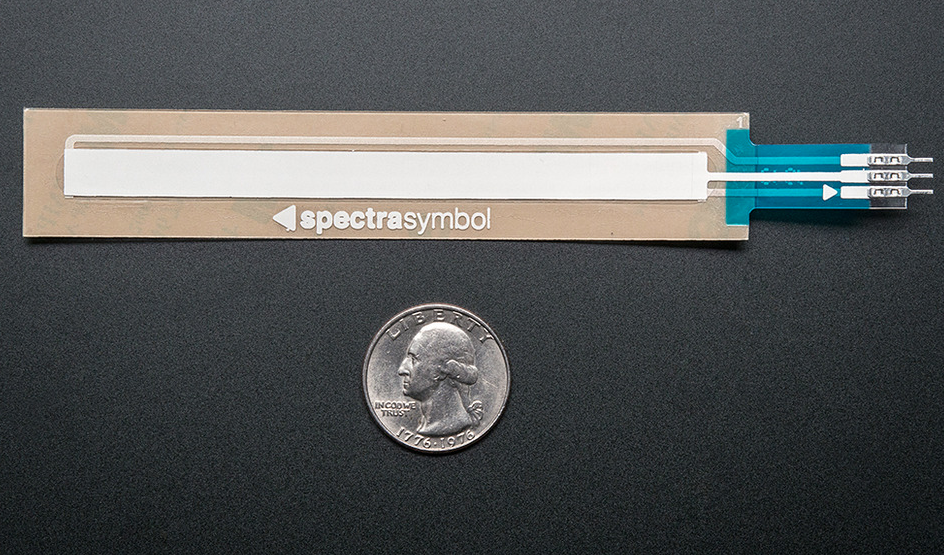 1
spectrasymbol
LIBERTY
IN GOD WE
TRUST
1776·1976